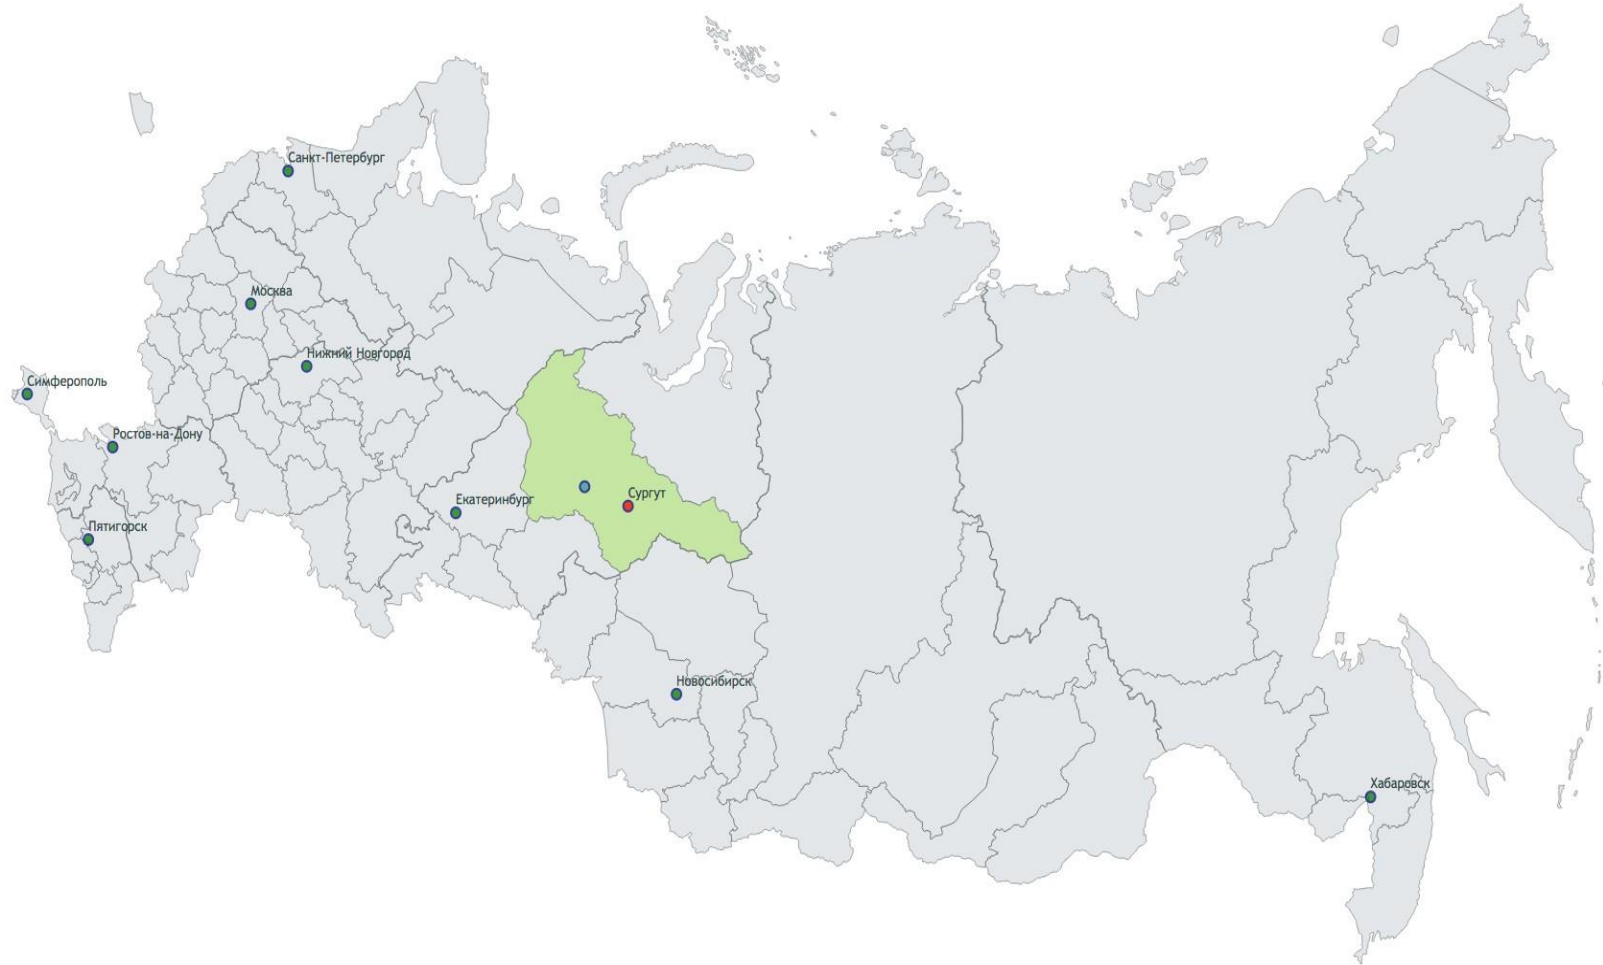 Санкт-Петербург
Москва
Нижний Новгород
Симферополь
Ростов-на-Дону
Сургут
Екатеринбург
Пятигорск
Новосибирск
Хабаровск